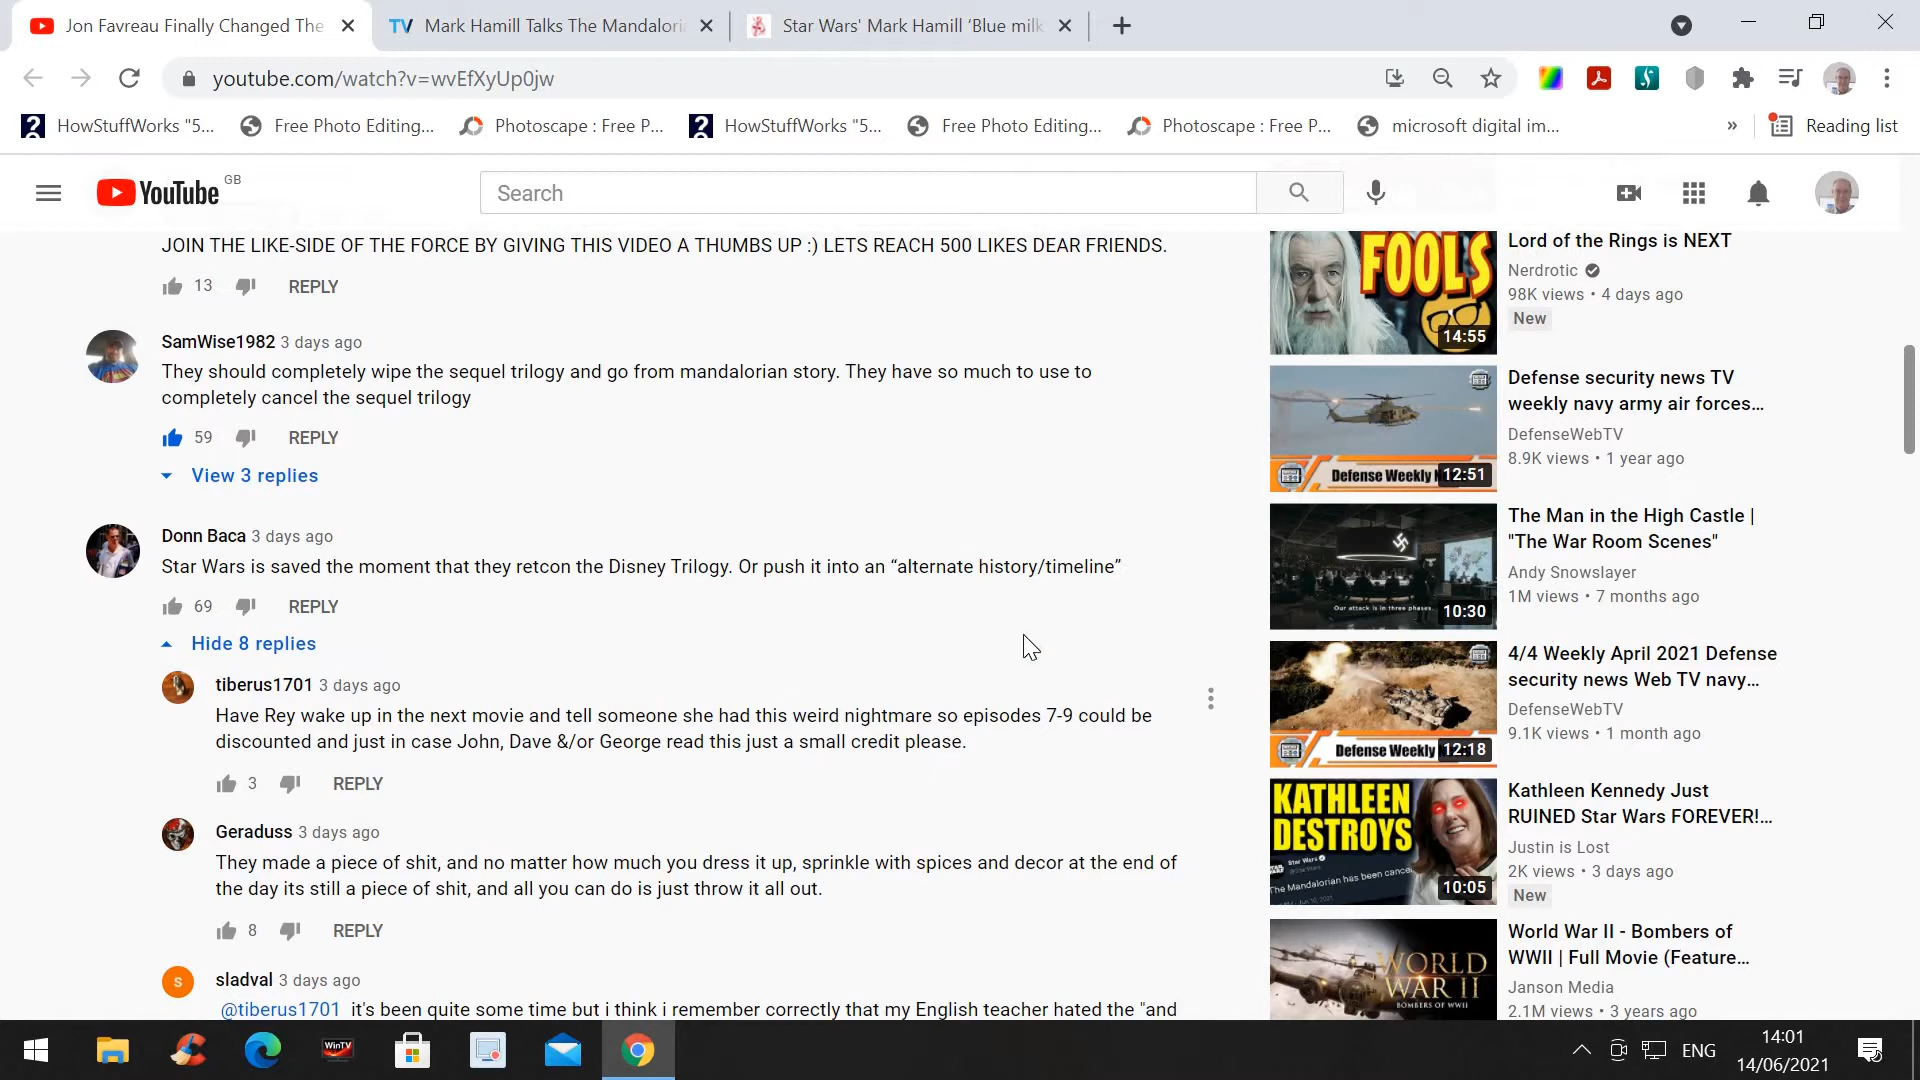 Jon Favreau Finally Changed The
TV Mark Hamill Talks The Mandaloria
Star Wars' Mark Hamill 'Blue milk
youtube.com/watch?v=wvEfXyUp0jw
HowStuffWorks "5...
Free Photo Editing...
Photoscape : Free P...
HowStuffWorks "5...
Free Photo Editing...
Photoscape : Free P...
microsoft digital im...
»
Reading list
YouTube GB
Search
JOIN THE LIKE-SIDE OF THE FORCE BY GIVING THIS VIDEO A THUMBS UP :) LETS REACH 500 LIKES DEAR FRIENDS.
13 REPLY
SamWise1982 3 days ago
They should completely wipe the sequel trilogy and go from mandalorian story. They have so much to use to
completely cancel the sequel trilogy
59 REPLY
View 3 replies
Donn Baca 3 days ago
Star Wars is saved the moment that they retcon the Disney Trilogy. Or push it into an “alternate history/timeline”
69 REPLY
Hide 8 replies
tiberus1701 3 days ago
Have Rey wake up in the next movie and tell someone she had this weird nightmare so episodes 7-9 could be
discounted and just in case John, Dave &/or George read this just a small credit please.
3 REPLY
Geraduss 3 days ago
They made a piece of shit, and no matter how much you dress it up, sprinkle with spices and decor at the end of
the day its still a piece of shit, and all you can do is just throw it all out.
8 REPLY
S
sladval 3 days ago
@tiberus1701 it's been quite some time but i think i remember correctly that my English teacher hated the "and
FOOLS
14:55
Lord of the Rings is NEXT
Nerdrotic
98K views • 4 days ago
New
Defense Weekly
12:51
Defense security news TV
weekly navy army air forces...
DefenseWebTV
8.9K views • 1 year ago
Our attack is in three phases.
10:30
The Man in the High Castle |
"The War Room Scenes"
Andy Snowslayer
1M views • 7 months ago
Defense Weekly
12:18
4/4 Weekly April 2021 Defense
security news Web TV navy...
DefenseWebTV
9.1K views • 1 month ago
KATHLEEN
DESTROYS
Star Wars
The Mandalorian has been cancel
10:05
Kathleen Kennedy Just
RUINED Star Wars FOREVER!...
Justin is Lost
2K views • 3 days ago
New
WORLD
WAR II
BOMBERS OF WWII
World War II - Bombers of
WWII | Full Movie (Feature...
Janson Media
2.1M views • 3 years ago
WinTV
ENG
14:01
14/06/2021